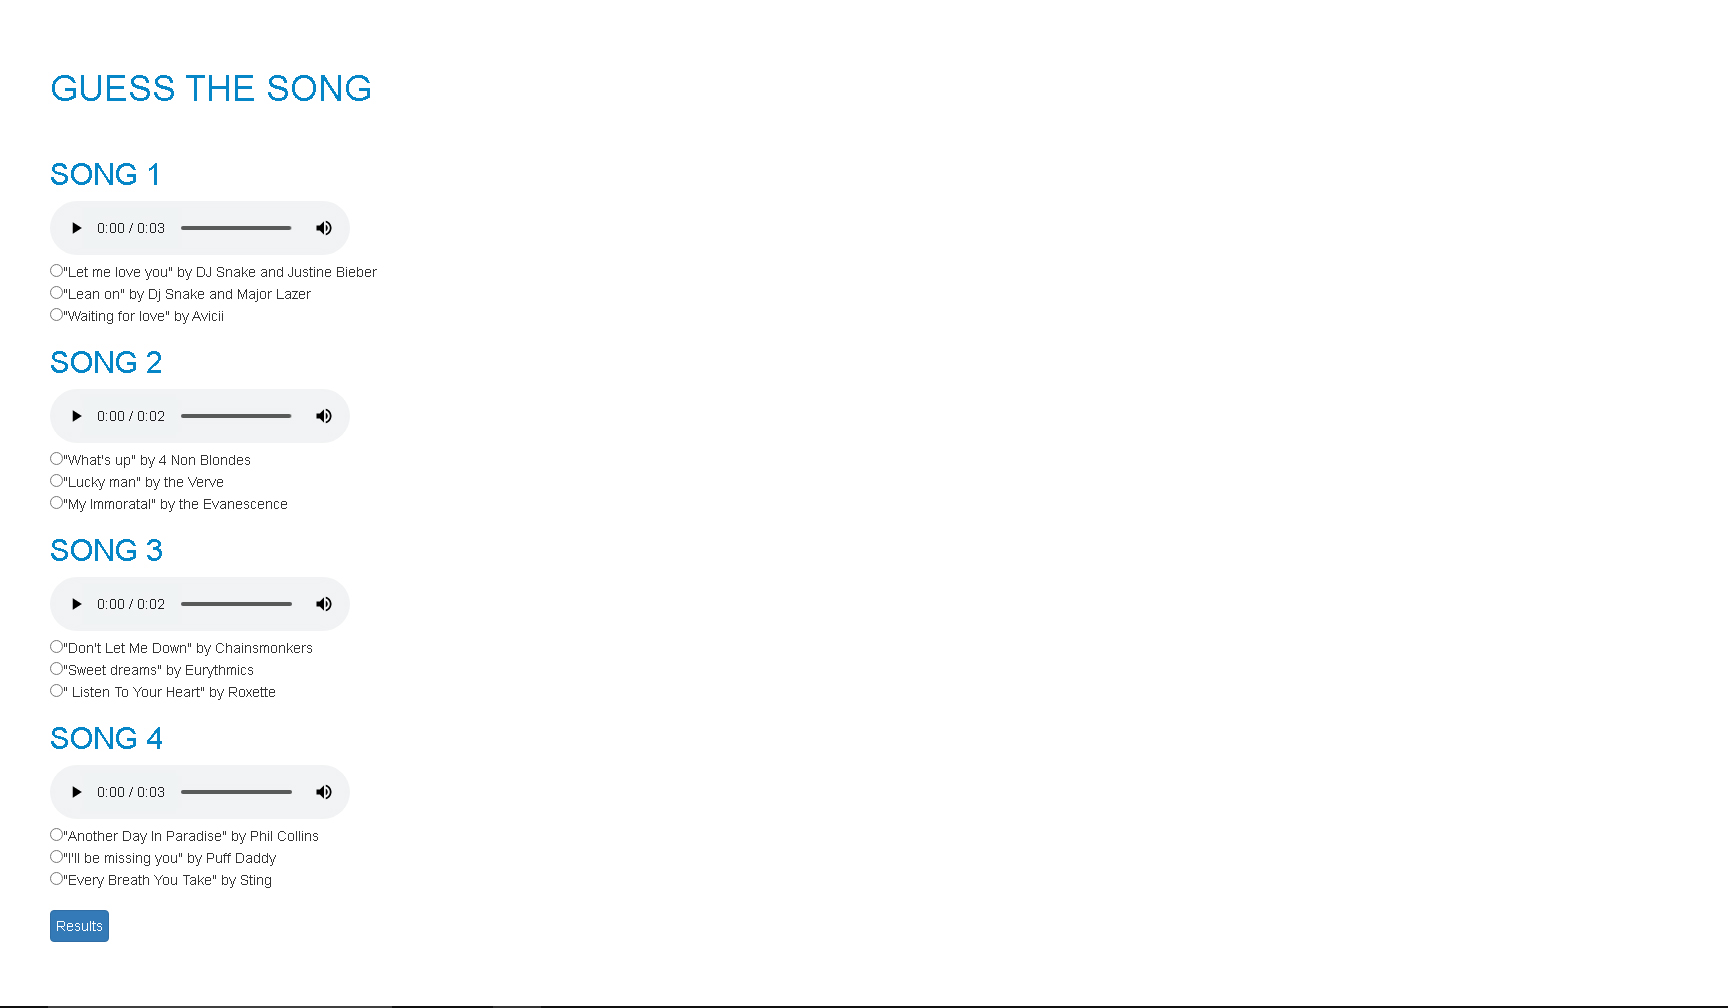 GUESS THE SONG
SONG 1
0:00 / 0:03
"Let me love you" by DJ Snake and Justine Bieber
"Lean on" by Dj Snake and Major Lazer
"Waiting for love" by Avicii
SONG 2
0:00 / 0:02
"What's up" by 4 Non Blondes
"Lucky man" by the Verve
"My Immoratal" by the Evanescence
SONG 3
0:00 / 0:02
"Don't Let Me Down" by Chainsmonkers
"Sweet dreams" by Eurythmics
" Listen To Your Heart" by Roxette
SONG 4
0:00 / 0:03
"Another Day In Paradise" by Phil Collins
"I'll be missing you" by Puff Daddy
"Every Breath You Take" by Sting
Results